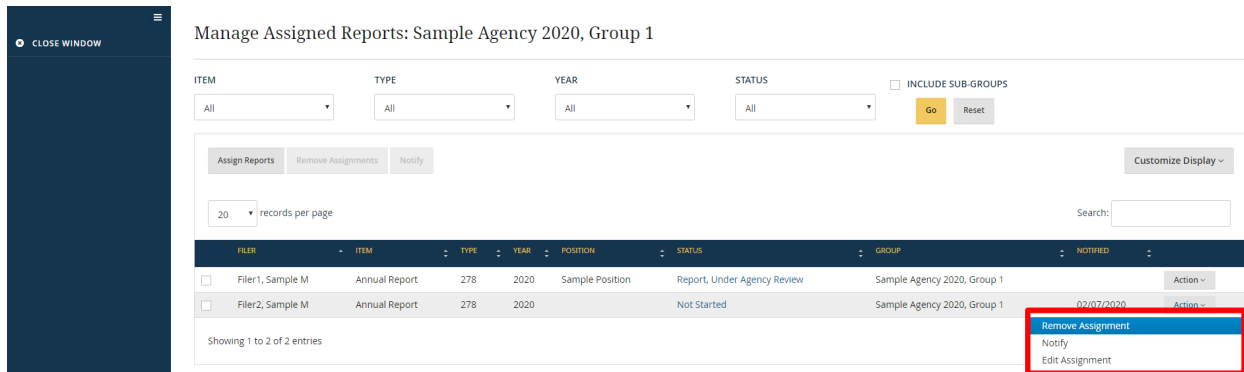 CLOSE WINDOW
Manage Assigned Reports: Sample Agency 2020, Group 1
ITEM TYPE YEAR STATUS INCLUDE SUB-GROUPS
All All All All Go Reset
Assign Reports Remove Assignments Notify Customize Display
20 records per page Search:
FILER ITEM TYPE YEAR POSITION STATUS GROUP NOTIFIED
Filer1, Sample M Annual Report 278 2020 Sample Position Report, Under Agency Review Sample Agency 2020, Group 1 Action
Filer2, Sample M Annual Report 278 2020 Not Started Sample Agency 2020, Group 1 02/07/2020 Action
Remove Assignment
Showing 1 to 2 of 2 entries Notify
Edit Assignment